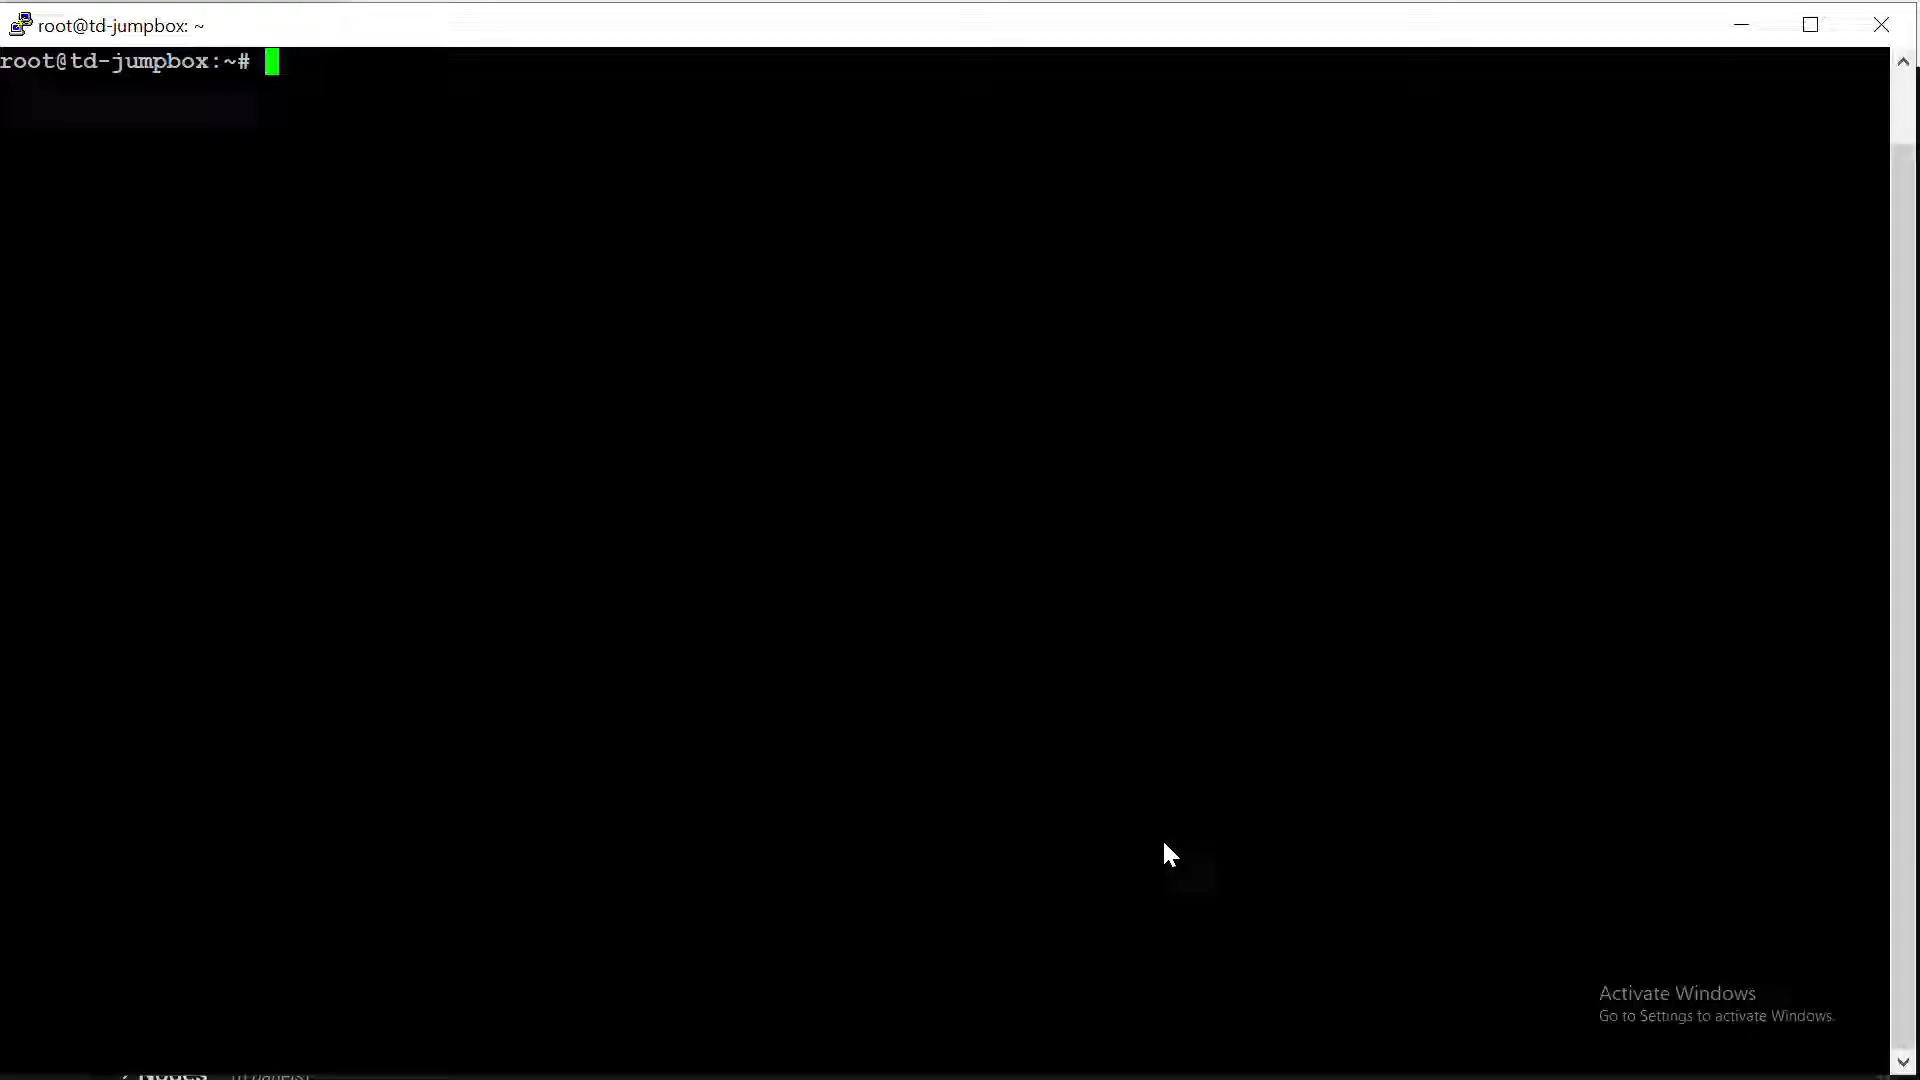 root@td-jumpbox: ~
root@td-jumpbox:~#
Activate Windows
Go to Settings to activate Windows.